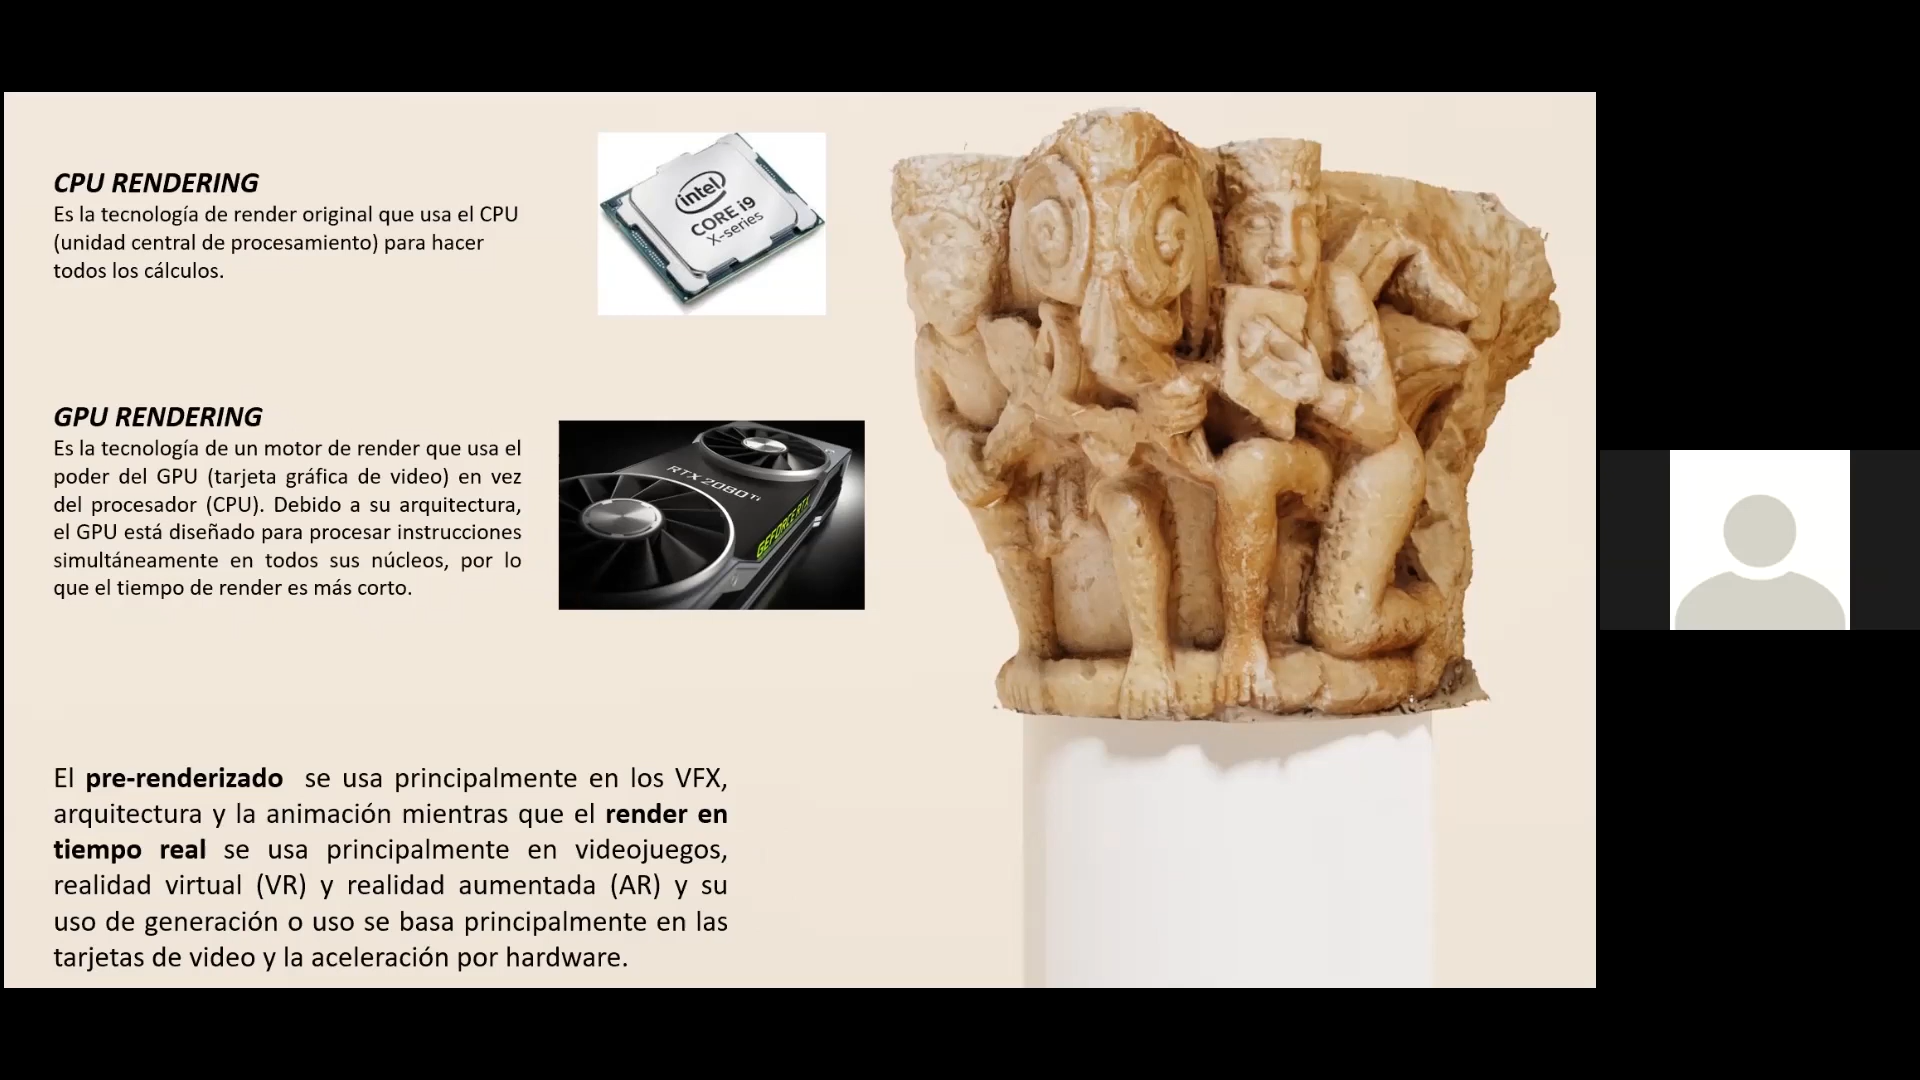 CPU RENDERING
Es la tecnología de render original que usa el CPU
(unidad central de procesamiento) para hacer
todos los cálculos.
intel
CORE i9
X-series
GPU RENDERING
Es la tecnología de un motor de render que usa el
poder del GPU (tarjeta gráfica de video) en vez
del procesador (CPU). Debido a su arquitectura,
el GPU está diseñado para procesar instrucciones
simultáneamente en todos sus núcleos, por lo
que el tiempo de render es más corto.
RTX 2080 Ti
GEFORCE RTX
El pre-renderizado se usa principalmente en los VFX,
arquitectura y la animación mientras que el render en
tiempo real se usa principalmente en videojuegos,
realidad virtual (VR) y realidad aumentada (AR) y su
uso de generación o uso se basa principalmente en las
tarjetas de video y la aceleración por hardware.